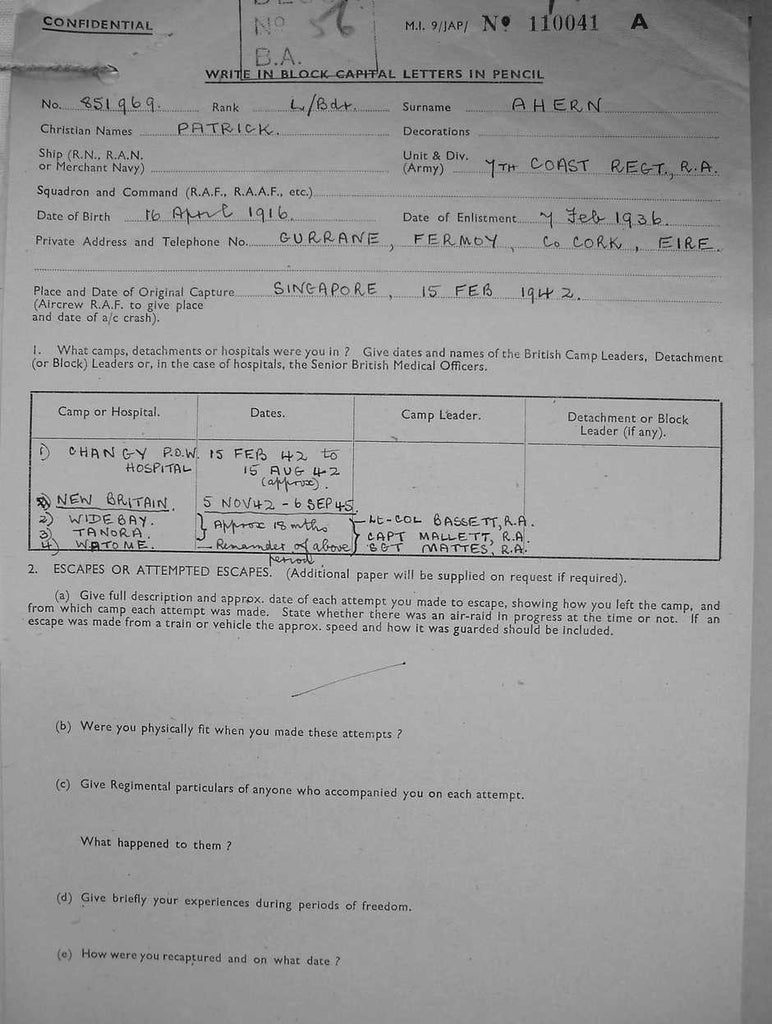 CONFIDENTIAL
No
B.A.
M.I. 9/JAP/ No 110041 A
WRITE IN BLOCK CAPITAL LETTERS IN PENCIL
No. 851969. Rank L/Bdr. Surname AHERN
Christian Names PATRICK. Decorations
Ship (R.N., R.A.N. or Merchant Navy) Unit & Div. (Army) 7TH COAST REGT, R.A.
Squadron and Command (R.A.F., R.A.A.F., etc.)
Date of Birth 16 April 1916. Date of Enlistment 7 Feb 1936.
Private Address and Telephone No. GURRANE, FERMOY, Co CORK, EIRE.
Place and Date of Original Capture SINGAPORE, 15 FEB 1942.
(Aircrew R.A.F. to give place
and date of a/c crash).
1. What camps, detachments or hospitals were you in ? Give dates and names of the British Camp Leaders, Detachment
(or Block) Leaders or, in the case of hospitals, the Senior British Medical Officers.
Camp or Hospital. Dates. Camp Leader. Detachment or Block
Leader (if any).
1) CHANGY P.O.W. 15 FEB 42 to
HOSPITAL 15 AUG 42
(approx).
NEW BRITAIN. 5 NOV 42 - 6 SEP 45.
2) WIDE BAY. Approx 18 mths Lt-COL BASSETT, R.A.
3) TANORA. CAPT MALLETT, R.A.
4) WATOME. Remainder of above SGT MATTES, R.A.
period
2. ESCAPES OR ATTEMPTED ESCAPES. (Additional paper will be supplied on request if required).
(a) Give full description and approx. date of each attempt you made to escape, showing how you left the camp, and
from which camp each attempt was made. State whether there was an air-raid in progress at the time or not. If an
escape was made from a train or vehicle the approx. speed and how it was guarded should be included.
(b) Were you physically fit when you made these attempts ?
(c) Give Regimental particulars of anyone who accompanied you on each attempt.
What happened to them ?
(d) Give briefly your experiences during periods of freedom.
(e) How were you recaptured and on what date ?